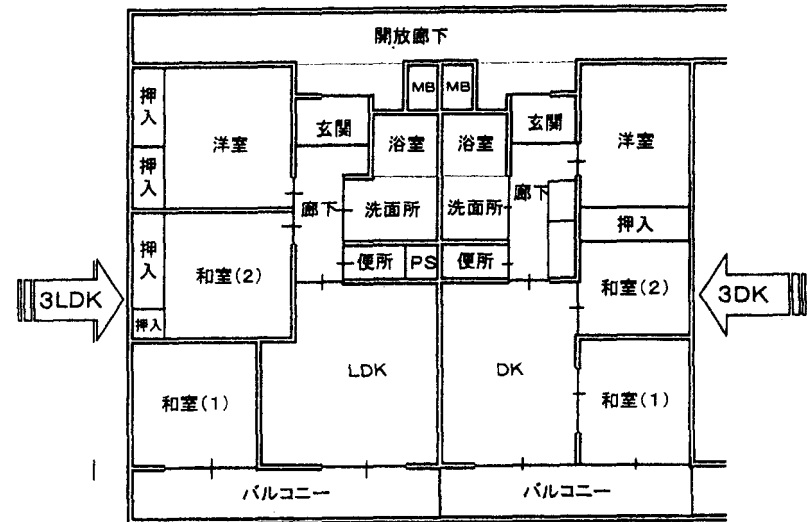 開放廊下
MB
MB
押入
洋室
玄関
浴室
浴室
玄関
洋室
押入
廊下
洗面所
洗面所
廊下
押入
押入
和室(2)
便所
PS
便所
和室(2)
3LDK
3DK
押入
LDK
DK
和室(1)
和室(1)
バルコニー
バルコニー